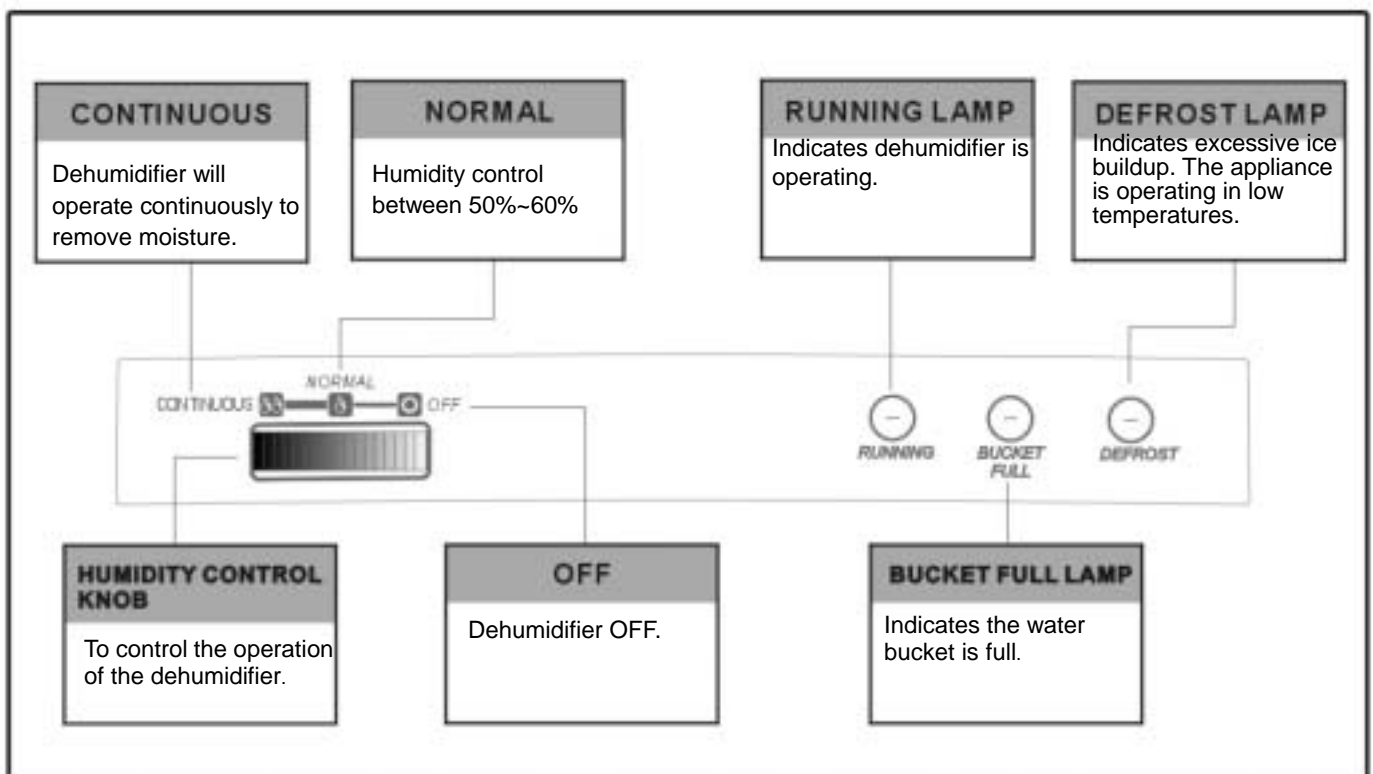 CONTINUOUS
Dehumidifier will
operate continuously to
remove moisture.
NORMAL
Humidity control
between 50%~60%
RUNNING LAMP
Indicates dehumidifier is
operating.
DEFROST LAMP
Indicates excessive ice
buildup. The appliance
is operating in low
temperatures.
NORMAL
CONTINUOUS
OFF
RUNNING
BUCKET
FULL
DEFROST
HUMIDITY CONTROL
KNOB
To control the operation
of the dehumidifier.
OFF
Dehumidifier OFF.
BUCKET FULL LAMP
Indicates the water
bucket is full.